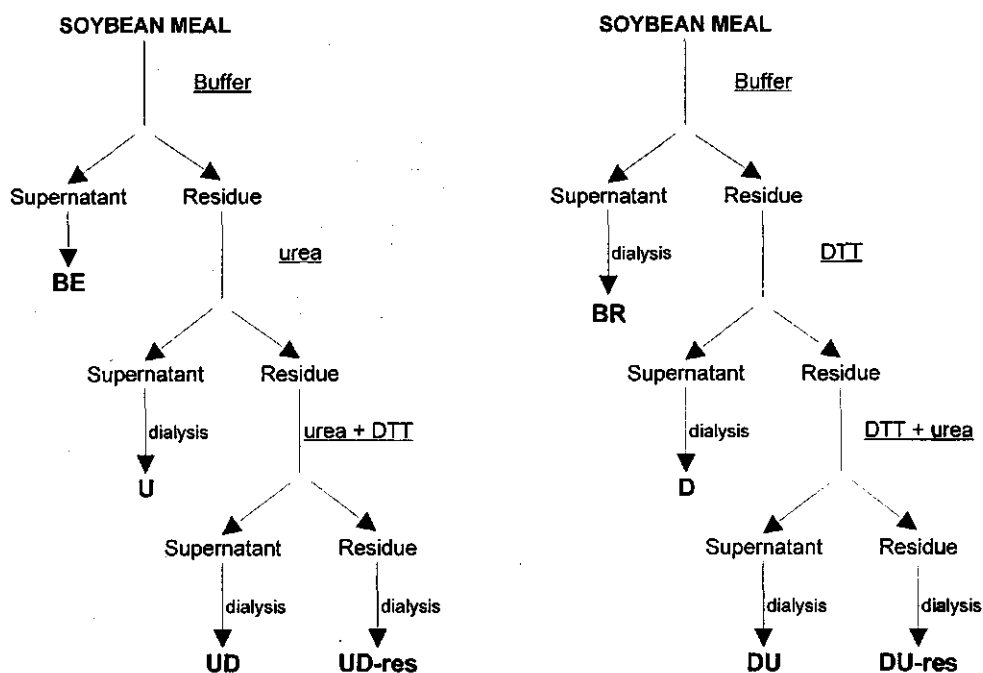 SOYBEAN MEAL
Buffer
Supernatant
Residue
BE
urea
Supernatant
Residue
dialysis
U
urea + DTT
Supernatant
Residue
dialysis
dialysis
UD
UD-res
SOYBEAN MEAL
Buffer
Supernatant
Residue
dialysis
BR
DTT
Supernatant
Residue
dialysis
D
DTT + urea
Supernatant
Residue
dialysis
dialysis
DU
DU-res